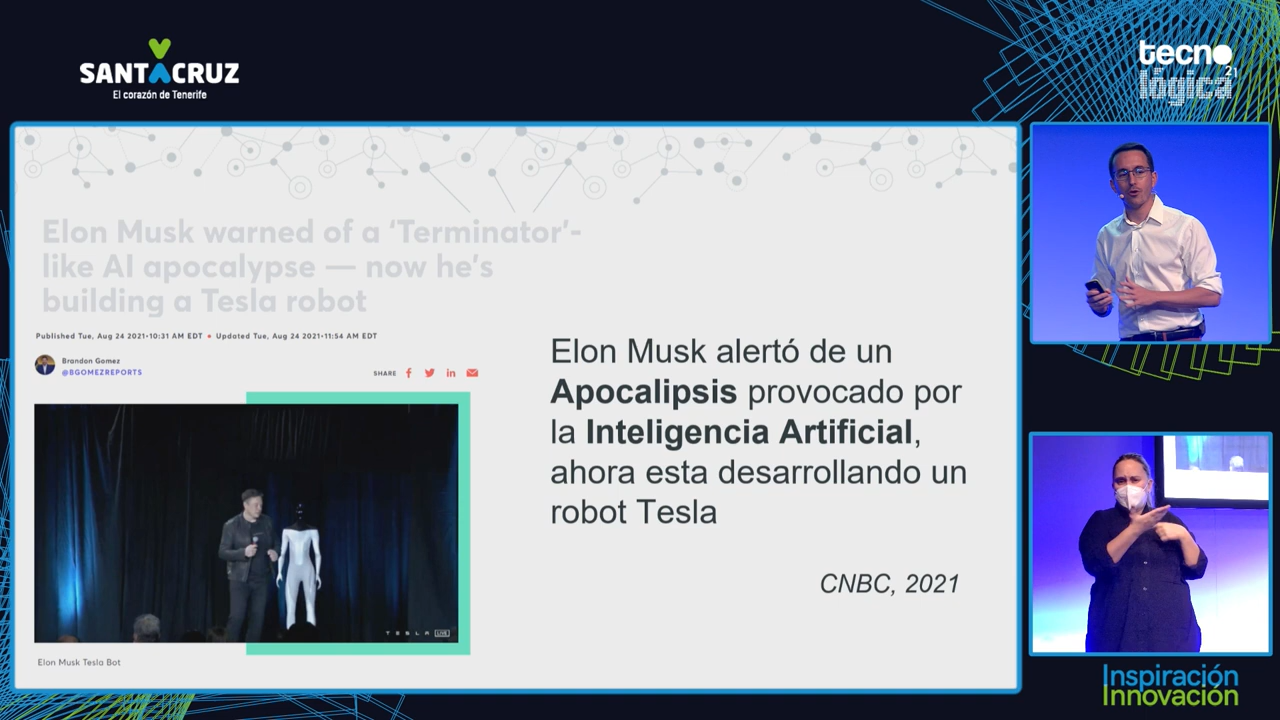 SANTACRUZ
El corazón de Tenerife
tecno
lógica
21
Elon Musk warned of a ‘Terminator’-
like AI apocalypse — now he’s
building a Tesla robot
Published Tue, Aug 24 2021•10:31 AM EDT • Updated Tue, Aug 24 2021•11:54 AM EDT
Brandon Gomez
@BGOMEZREPORTS
SHARE
TESLA LIVE
Elon Musk Tesla Bot
Elon Musk alertó de un
Apocalipsis provocado por
la Inteligencia Artificial,
ahora esta desarrollando un
robot Tesla
CNBC, 2021
Inspiración
Innovación